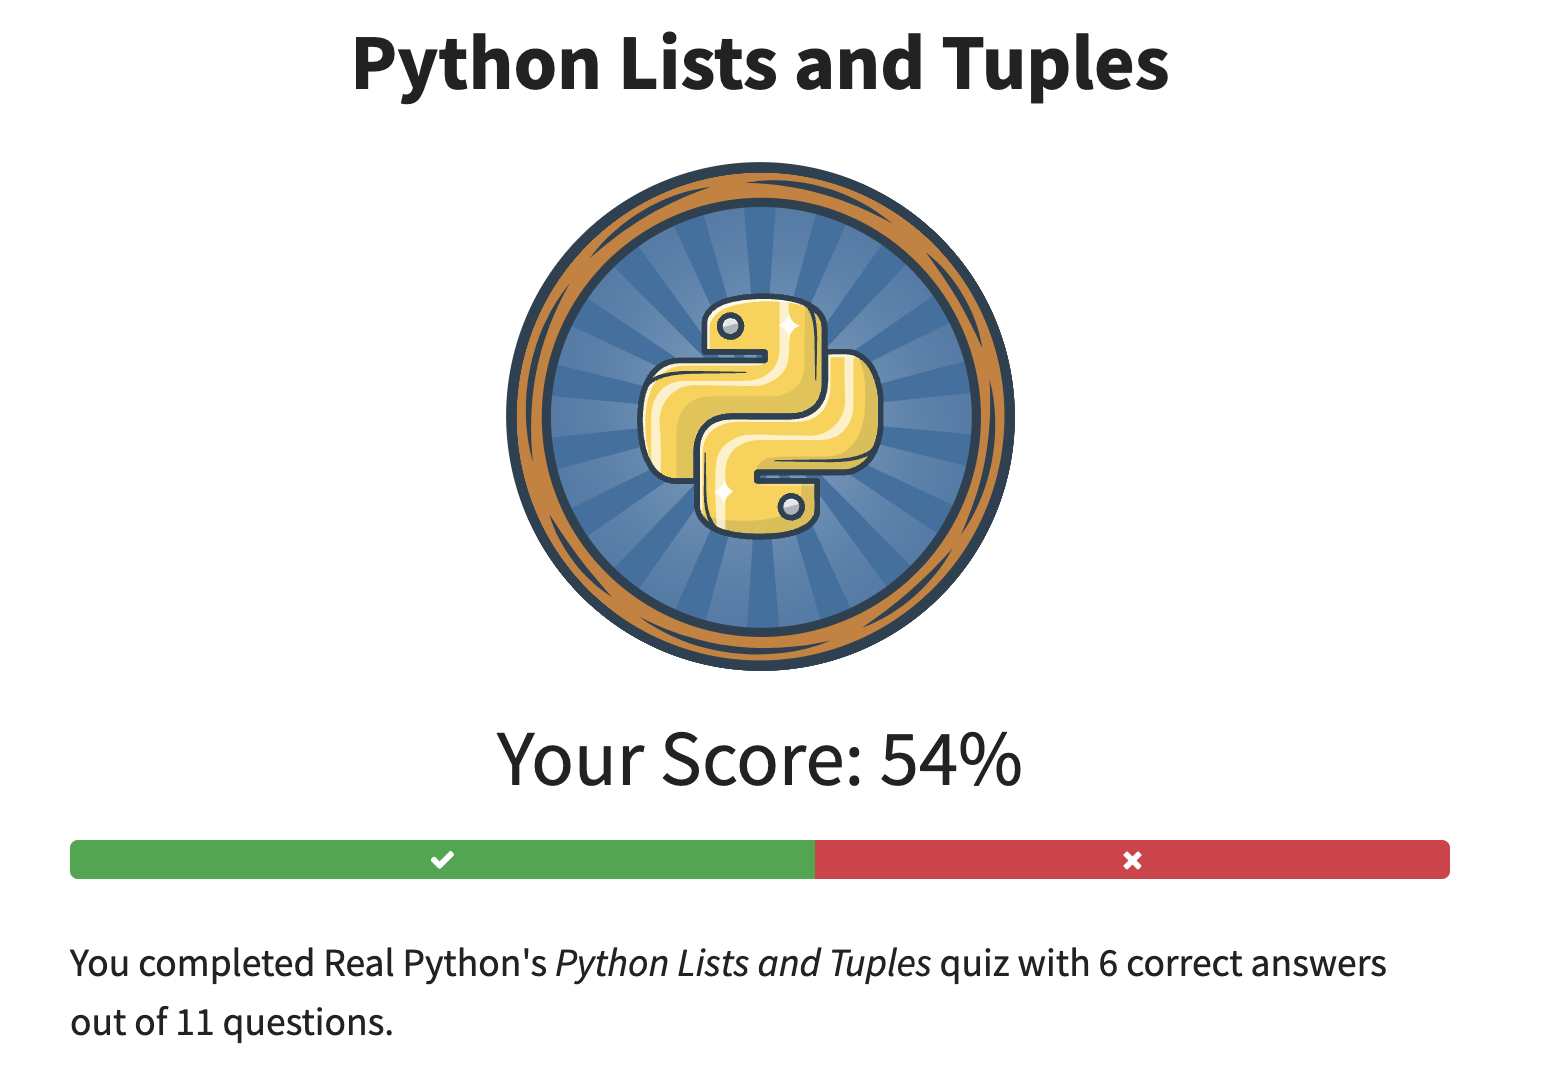 Python Lists and Tuples
Your Score: 54%
You completed Real Python's Python Lists and Tuples quiz with 6 correct answers
out of 11 questions.